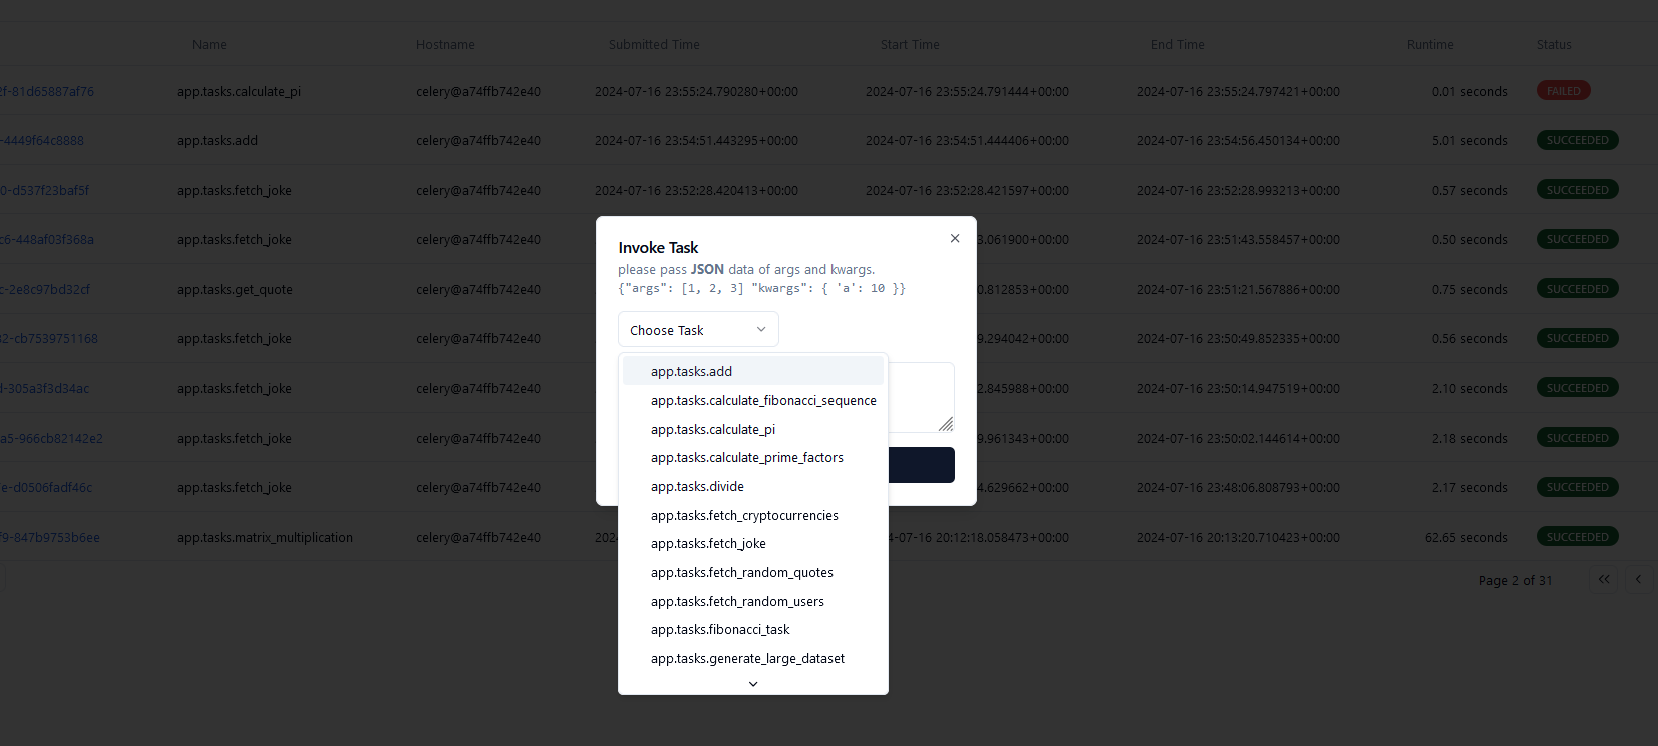 Name Hostname Submitted Time Start Time End Time Runtime Status
2f-81d65887af76 app.tasks.calculate_pi celery@a74ffb742e40 2024-07-16 23:55:24.790280+00:00 2024-07-16 23:55:24.791444+00:00 2024-07-16 23:55:24.797421+00:00 0.01 seconds FAILED
-4449f64c8888 app.tasks.add celery@a74ffb742e40 2024-07-16 23:54:51.443295+00:00 2024-07-16 23:54:51.444406+00:00 2024-07-16 23:54:56.450134+00:00 5.01 seconds SUCCEEDED
0-d537f23baf5f app.tasks.fetch_joke celery@a74ffb742e40 2024-07-16 23:52:28.420413+00:00 2024-07-16 23:52:28.421597+00:00 2024-07-16 23:52:28.993213+00:00 0.57 seconds SUCCEEDED
c6-448af03f368a app.tasks.fetch_joke celery@a74ffb742e40 3.061900+00:00 2024-07-16 23:51:43.558457+00:00 0.50 seconds SUCCEEDED
c-2e8c97bd32cf app.tasks.get_quote celery@a74ffb742e40 0.812853+00:00 2024-07-16 23:51:21.567886+00:00 0.75 seconds SUCCEEDED
32-cb7539751168 app.tasks.fetch_joke celery@a74ffb742e40 9.294042+00:00 2024-07-16 23:50:49.852335+00:00 0.56 seconds SUCCEEDED
-305a3f3d34ac app.tasks.fetch_joke celery@a74ffb742e40 2.845988+00:00 2024-07-16 23:50:14.947519+00:00 2.10 seconds SUCCEEDED
a5-966cb82142e2 app.tasks.fetch_joke celery@a74ffb742e40 9.961343+00:00 2024-07-16 23:50:02.144614+00:00 2.18 seconds SUCCEEDED
e-d0506fadf46c app.tasks.fetch_joke celery@a74ffb742e40 4.629662+00:00 2024-07-16 23:48:06.808793+00:00 2.17 seconds SUCCEEDED
f9-847b9753b6ee app.tasks.matrix_multiplication celery@a74ffb742e40 202 4-07-16 20:12:18.058473+00:00 2024-07-16 20:13:20.710423+00:00 62.65 seconds SUCCEEDED
Page 2 of 31
Invoke Task
please pass JSON data of args and kwargs.
{"args": [1, 2, 3] "kwargs": { 'a': 10 }}
Choose Task
app.tasks.add
app.tasks.calculate_fibonacci_sequence
app.tasks.calculate_pi
app.tasks.calculate_prime_factors
app.tasks.divide
app.tasks.fetch_cryptocurrencies
app.tasks.fetch_joke
app.tasks.fetch_random_quotes
app.tasks.fetch_random_users
app.tasks.fibonacci_task
app.tasks.generate_large_dataset